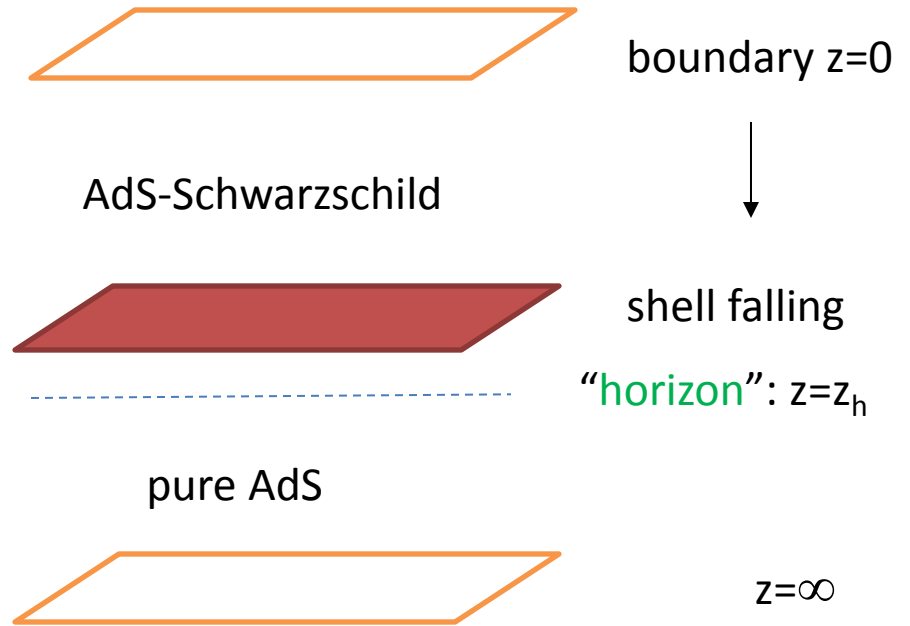 boundary z=0
AdS-Schwarzschild
shell falling
“horizon”: z=zₕ
pure AdS
z=∞